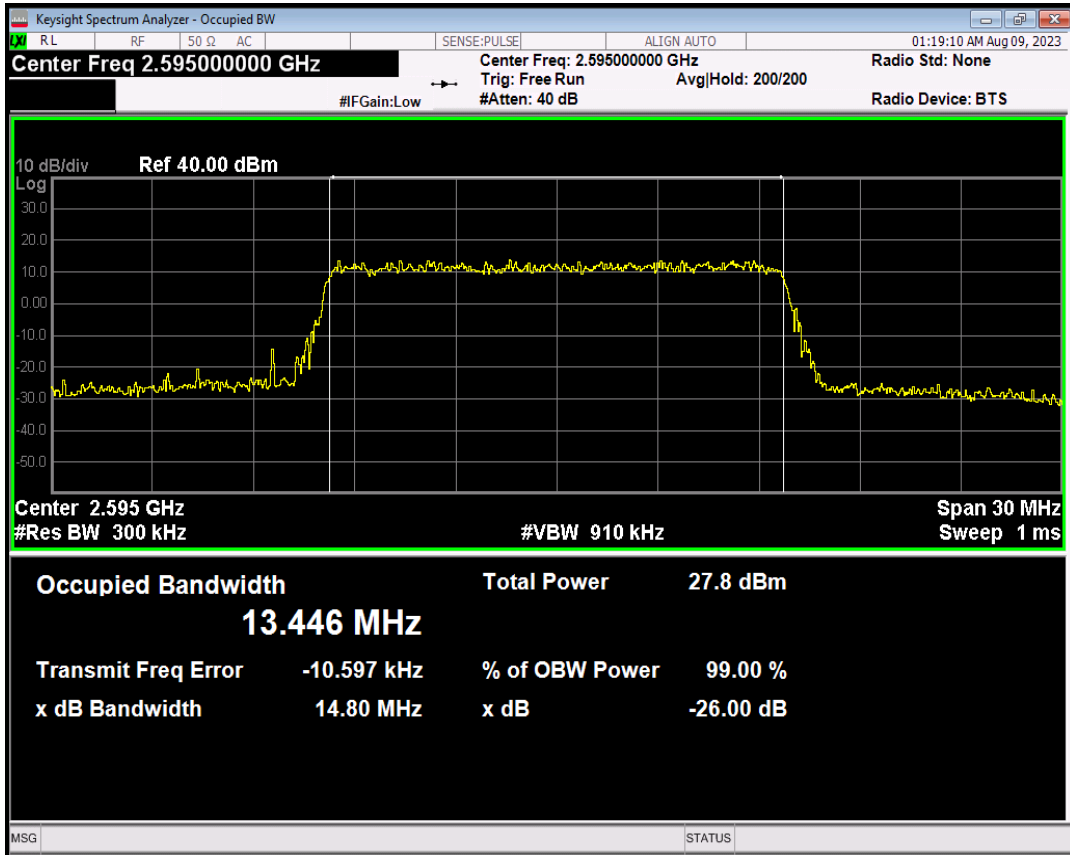 Keysight Spectrum Analyzer - Occupied BW
LXI RL RF 50 Ω AC SENSE:PULSE ALIGN AUTO 01:19:10 AM Aug 09, 2023
Center Freq 2.595000000 GHz Center Freq: 2.595000000 GHz Radio Std: None
Trig: Free Run Avg|Hold: 200/200
#IFGain:Low #Atten: 40 dB Radio Device: BTS
10 dB/div Ref 40.00 dBm
Log
30.0
20.0
10.0
0.00
-10.0
-20.0
-30.0
-40.0
-50.0
Center 2.595 GHz Span 30 MHz
#Res BW 300 kHz #VBW 910 kHz Sweep 1 ms
Occupied Bandwidth Total Power 27.8 dBm
13.446 MHz
Transmit Freq Error -10.597 kHz % of OBW Power 99.00 %
x dB Bandwidth 14.80 MHz x dB -26.00 dB
MSG STATUS